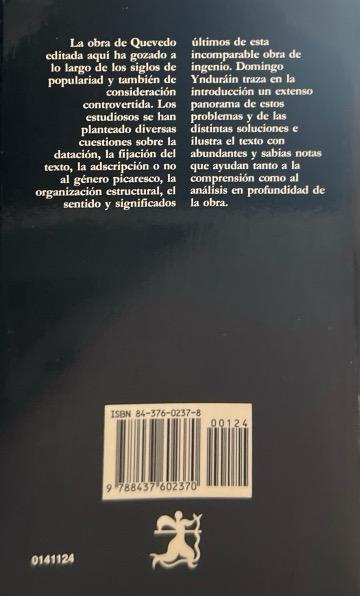 La obra de Quevedo
editada aquí ha gozado a
lo largo de los siglos de
populariad y también de
consideración
controvertida. Los
estudiosos se han
planteado diversas
cuestiones sobre la
datación, la fijación del
texto, la adscripción o no
al género picaresco, la
organización estructural, el
sentido y significados
últimos de esta
incomparable obra de
ingenio. Domingo
Ynduráin traza en la
introducción un extenso
panorama de estos
problemas y de las
distintas soluciones e
ilustra el texto con
abundantes y sabias notas
que ayudan tanto a la
comprensión como al
análisis en profundidad de
la obra.
ISBN 84-376-0237-8
00124
9 788437 602370
0141124